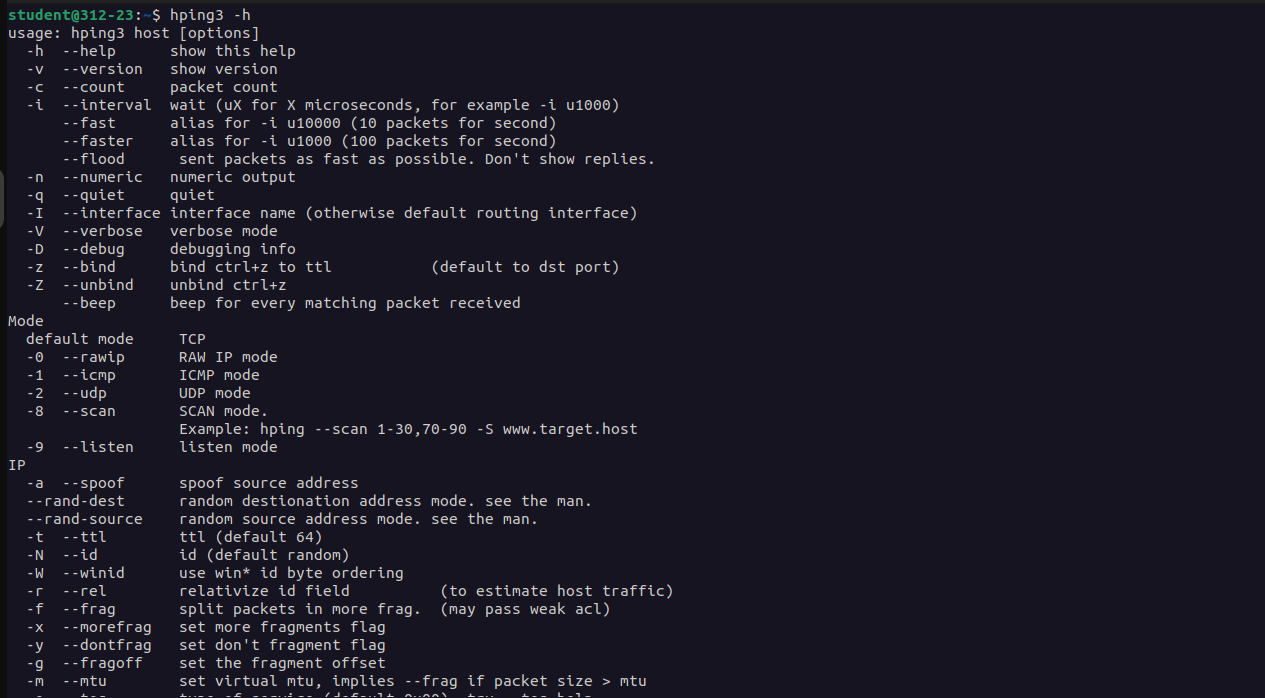 student@312-23:~$ hping3 -h
usage: hping3 host [options]
  -h  --help      show this help
  -v  --version   show version
  -c  --count     packet count
  -i  --interval  wait (uX for X microseconds, for example -i u1000)
      --fast      alias for -i u10000 (10 packets for second)
      --faster    alias for -i u1000 (100 packets for second)
      --flood      sent packets as fast as possible. Don't show replies.
  -n  --numeric   numeric output
  -q  --quiet     quiet
  -I  --interface interface name (otherwise default routing interface)
  -V  --verbose   verbose mode
  -D  --debug     debugging info
  -z  --bind      bind ctrl+z to ttl           (default to dst port)
  -Z  --unbind    unbind ctrl+z
      --beep      beep for every matching packet received
Mode
  default mode     TCP
  -0  --rawip      RAW IP mode
  -1  --icmp       ICMP mode
  -2  --udp        UDP mode
  -8  --scan       SCAN mode.
                   Example: hping --scan 1-30,70-90 -S www.target.host
  -9  --listen     listen mode
IP
  -a  --spoof      spoof source address
  --rand-dest      random destionation address mode. see the man.
  --rand-source    random source address mode. see the man.
  -t  --ttl        ttl (default 64)
  -N  --id         id (default random)
  -W  --winid      use win* id byte ordering
  -r  --rel        relativize id field          (to estimate host traffic)
  -f  --frag       split packets in more frag.  (may pass weak acl)
  -x  --morefrag   set more fragments flag
  -y  --dontfrag   set don't fragment flag
  -g  --fragoff    set the fragment offset
  -m  --mtu        set virtual mtu, implies --frag if packet size > mtu